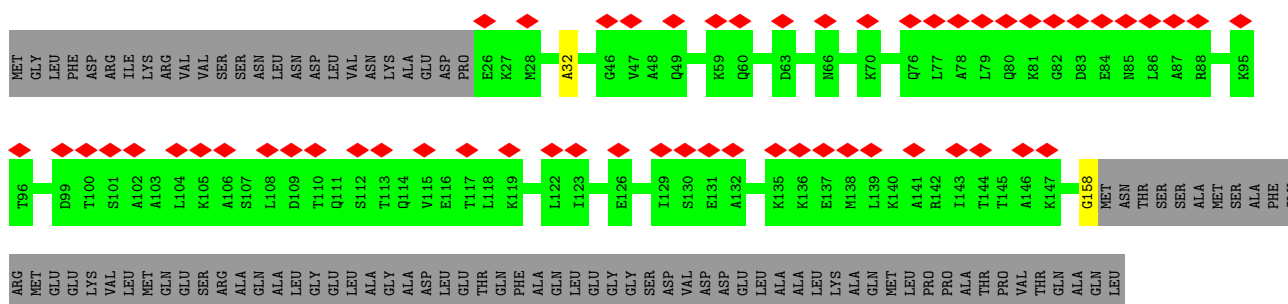 MET GLY LEU PHE ASP ARG ILE LYS ARG VAL VAL SER SER ASN LEU ASN ASP LEU VAL ASN LYS ALA GLU ASP PRO E26 K27 M28 A32 G46 V47 A48 Q49 K59 Q60 D63 N66 K70 Q76 L77 A78 L79 Q80 K81 G82 D83 E84 N85 L86 A87 R88 K95
T96 D99 T100 S101 A102 A103 L104 K105 A106 S107 L108 D109 T110 Q111 S112 T113 Q114 V115 E116 T117 L118 K119 L122 I123 E126 I129 S130 E131 A132 K135 K136 E137 M138 L139 K140 A141 R142 I143 T144 T145 A146 K147 G158 MET ASN THR SER SER ALA MET SER ALA PHE
ARG MET GLU GLU LYS VAL LEU MET GLN GLU SER ARG ALA GLN ALA LEU GLY GLU LEU ALA GLY ALA ASP LEU GLU THR GLN PHE ALA GLN LEU GLU GLY GLY SER ASP VAL ASP ASP GLU LEU ALA ALA LEU LYS ALA GLN MET LEU PRO PRO ALA THR PRO VAL THR GLN ALA GLN LEU